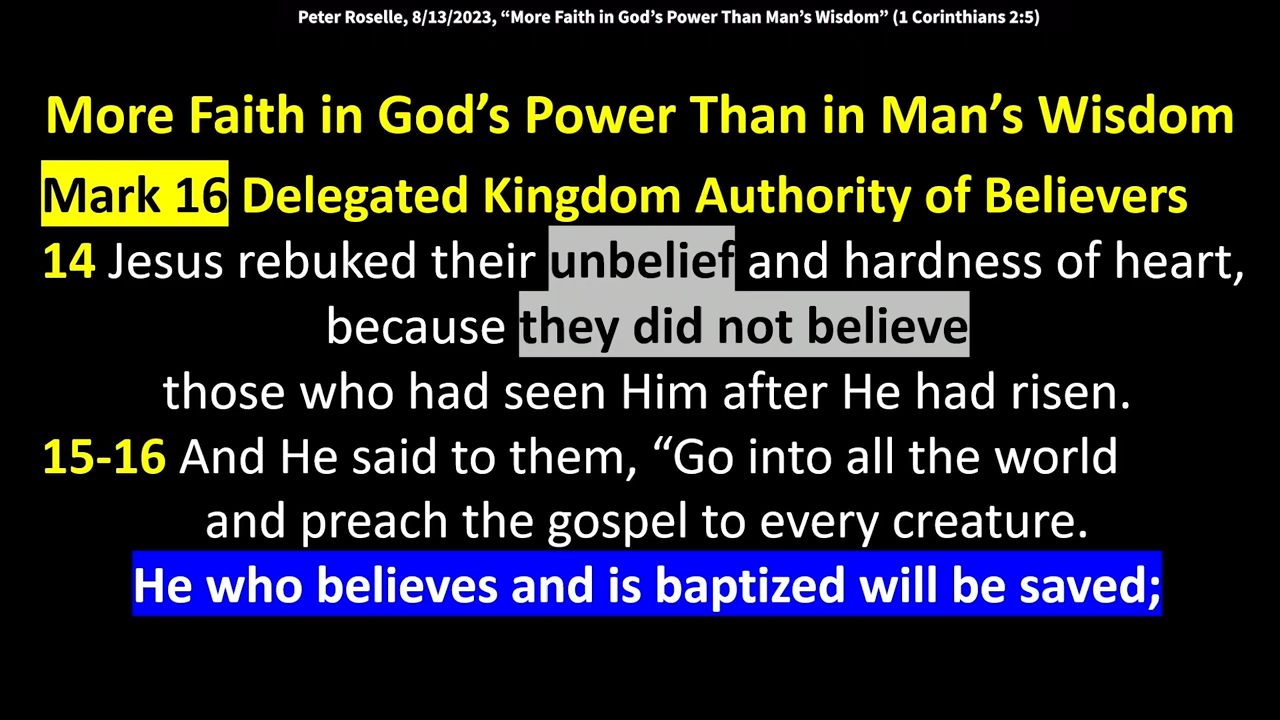 Peter Roselle, 8/13/2023, “More Faith in God’s Power Than Man’s Wisdom” (1 Corinthians 2:5)
More Faith in God’s Power Than in Man’s Wisdom
Mark 16 Delegated Kingdom Authority of Believers
14 Jesus rebuked their unbelief and hardness of heart,
because they did not believe
those who had seen Him after He had risen.
15-16 And He said to them, “Go into all the world
and preach the gospel to every creature.
He who believes and is baptized will be saved;